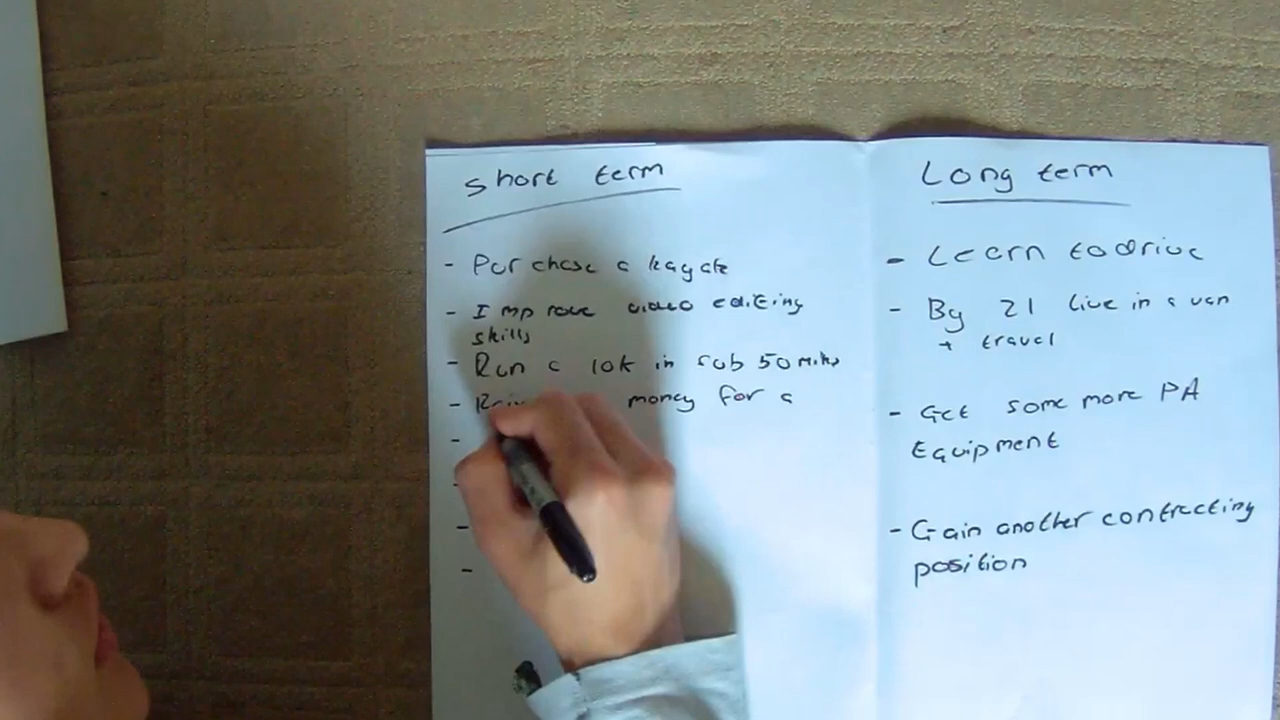 Short term
- Purchase a kayak
- Improve video editing
skills
- Run a 10k in sub 50 mins
- money for a
-
-
-
-
Long term
- Learn to drive
- By 21 live in a van
+ travel
- Get some more PA
Equipment
- Gain another contracting
position